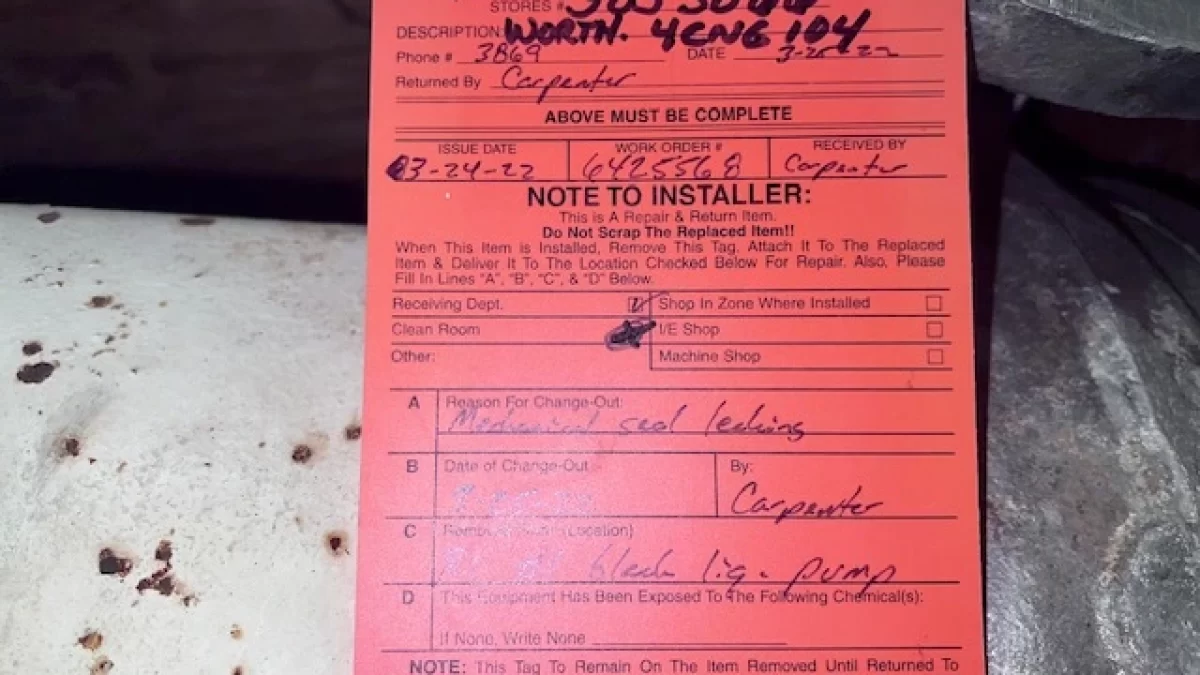 STORES #
DESCRIPTION: WORTH. 4CNG 104
Phone # 3869 DATE 3-25-22
Returned By Carpenter
ABOVE MUST BE COMPLETE
ISSUE DATE WORK ORDER # RECEIVED BY
03-24-22 6425568 Carpenter
NOTE TO INSTALLER:
This is A Repair & Return Item.
Do Not Scrap The Replaced Item!!
When This Item is Installed, Remove This Tag, Attach It To The Replaced
Item & Deliver It To The Location Checked Below For Repair. Also, Please
Fill In Lines "A", "B", "C", & "D" Below.
Receiving Dept. Shop In Zone Where Installed
Clean Room I/E Shop
Other: Machine Shop
A Reason For Change-Out:
Mechanical seal leaking
B Date of Change-Out By:
Carpenter
C (Location)
black liq. pump
D This Equipment Has Been Exposed To The Following Chemical(s):
If None, Write None
NOTE: This Tag To Remain On The Item Removed Until Returned To